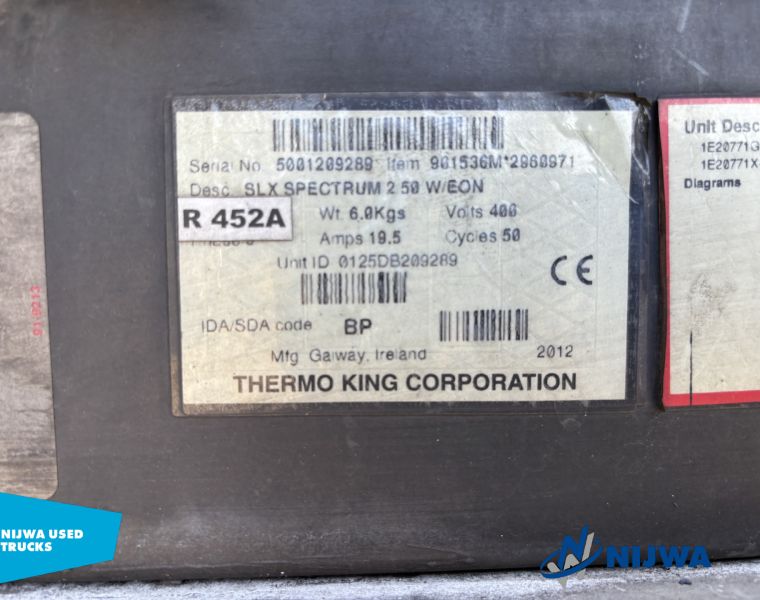 Serial No. 5001209289 Item 901536M*2960971
Desc. SLX SPECTRUM 2 50 W/EON
R 452A Wt 6.0Kgs Volts 400
Amps 19.5 Cycles 50
Unit ID 0125DB209289
CE
IDA/SDA code BP
Mfg Galway, Ireland 2012
THERMO KING CORPORATION
Unit Desc
1E20771G
1E20771X
Diagrams
NIJWA USED
TRUCKS
NIJWA